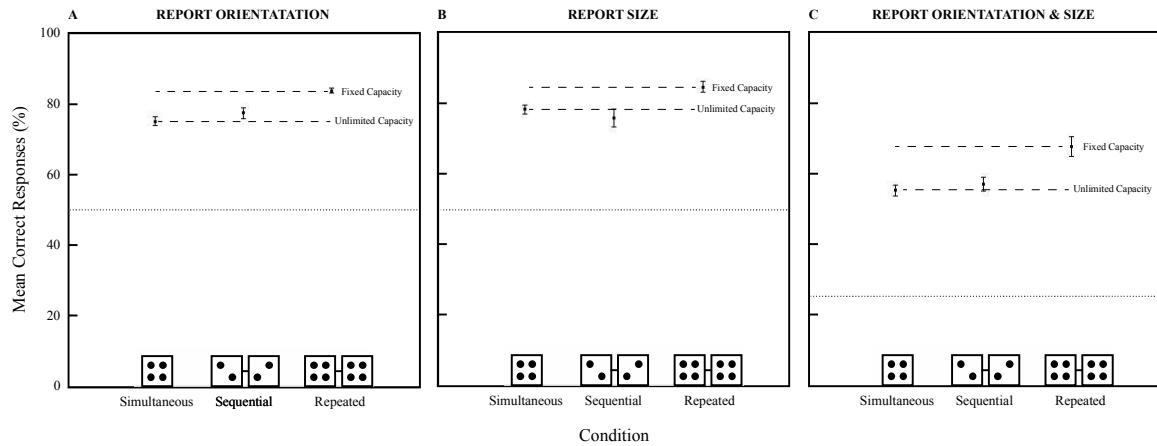 A REPORT ORIENTATATION
B REPORT SIZE
C REPORT ORIENTATATION & SIZE
Mean Correct Responses (%)
100
80
60
40
20
0
Fixed Capacity
Unlimited Capacity
Fixed Capacity
Unlimited Capacity
Fixed Capacity
Unlimited Capacity
Simultaneous Sequential Repeated
Simultaneous Sequential Repeated
Simultaneous Sequential Repeated
Condition